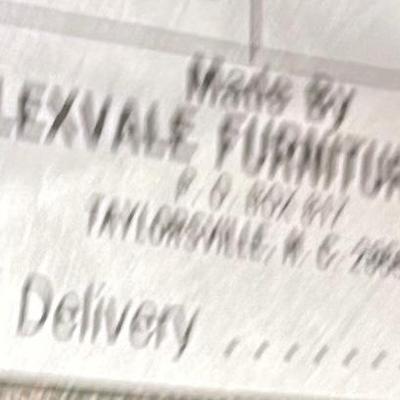 Made By
LEXVALE FURNITUR
P. O. BOX
TAYLORSVILLE, N. C.
Delivery . . . . . .